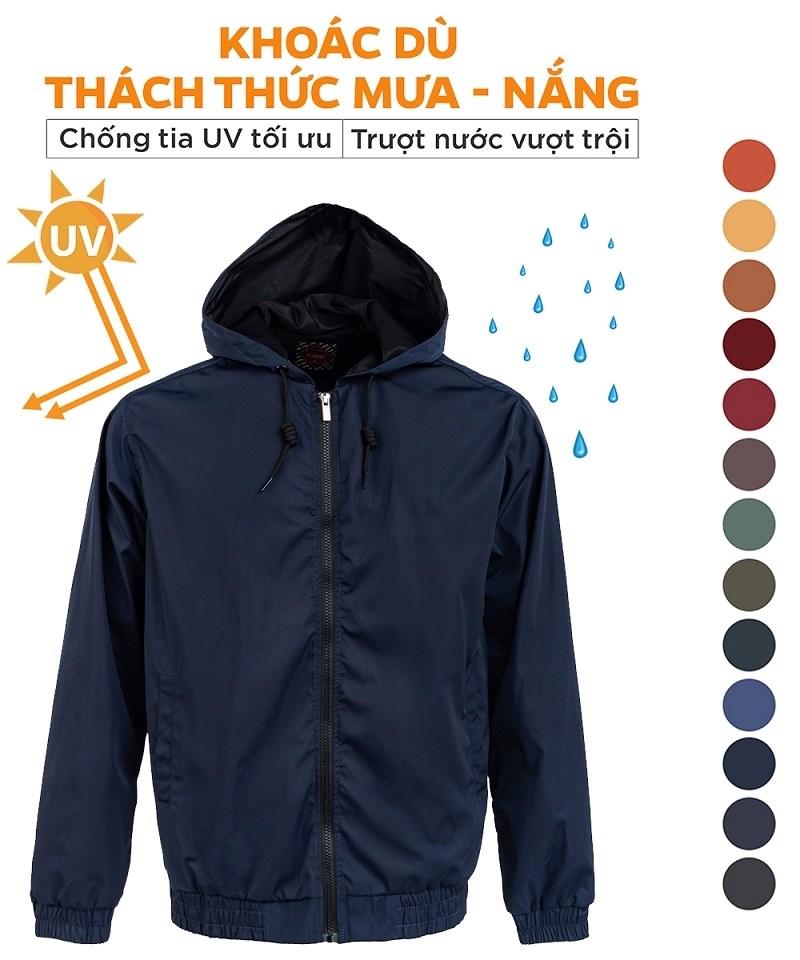 KHOÁC DÙ
THÁCH THỨC MƯA - NẮNG
Chống tia UV tối ưu
Trượt nước vượt trội
UV